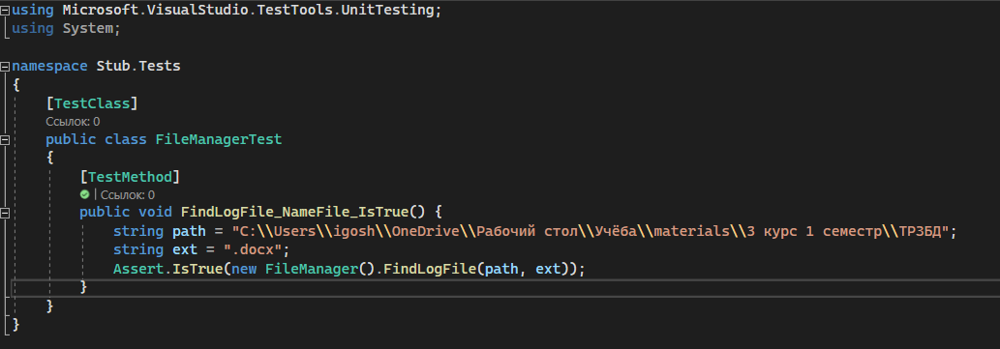 using Microsoft.VisualStudio.TestTools.UnitTesting;
using System;
namespace Stub.Tests
{
[TestClass]
Ссылок: 0
public class FileManagerTest
{
[TestMethod]
| Ссылок: 0
public void FindLogFile_NameFile_IsTrue() {
string path = "C:\\Users\\igosh\\OneDrive\\Рабочий стол\\Учёба\\materials\\3 курс 1 семестр\\ТРЗБД";
string ext = ".docx";
Assert.IsTrue(new FileManager().FindLogFile(path, ext));
}
}
}